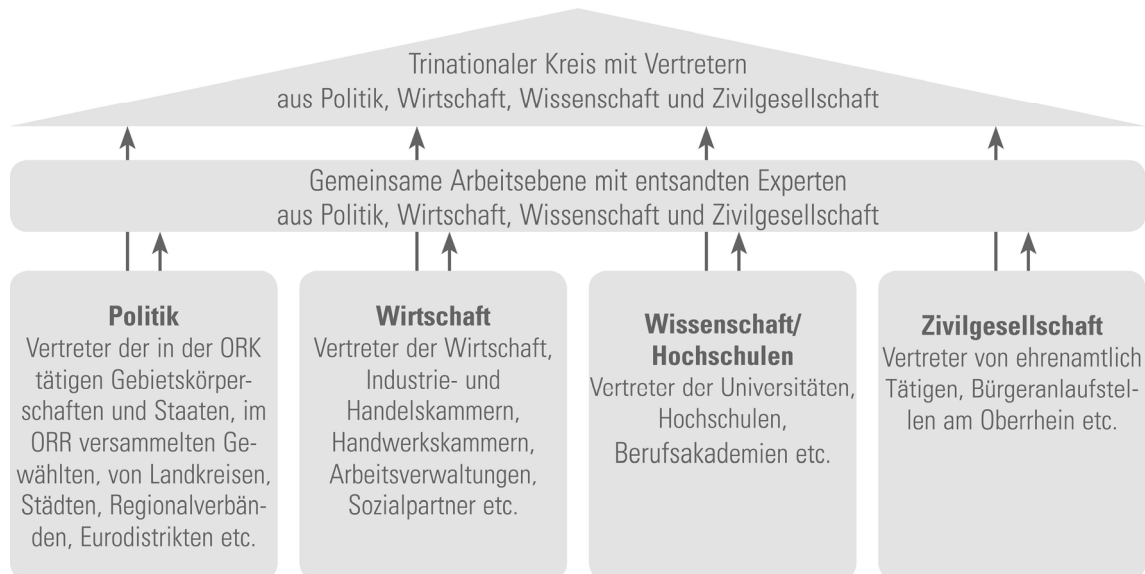 Trinationaler Kreis mit Vertretern
aus Politik, Wirtschaft, Wissenschaft und Zivilgesellschaft
Gemeinsame Arbeitsebene mit entsandten Experten
aus Politik, Wirtschaft, Wissenschaft und Zivilgesellschaft
Politik
Vertreter der in der ORK
tätigen Gebietskörper-
schaften und Staaten, im
ORR versammelten Ge-
wählten, von Landkreisen,
Städten, Regionalverbän-
den, Eurodistrikten etc.
Wirtschaft
Vertreter der Wirtschaft,
Industrie- und
Handelskammern,
Handwerkskammern,
Arbeitsverwaltungen,
Sozialpartner etc.
Wissenschaft/
Hochschulen
Vertreter der Universitäten,
Hochschulen,
Berufsakademien etc.
Zivilgesellschaft
Vertreter von ehrenamtlich
Tätigen, Bürgeranlaufstel-
len am Oberrhein etc.